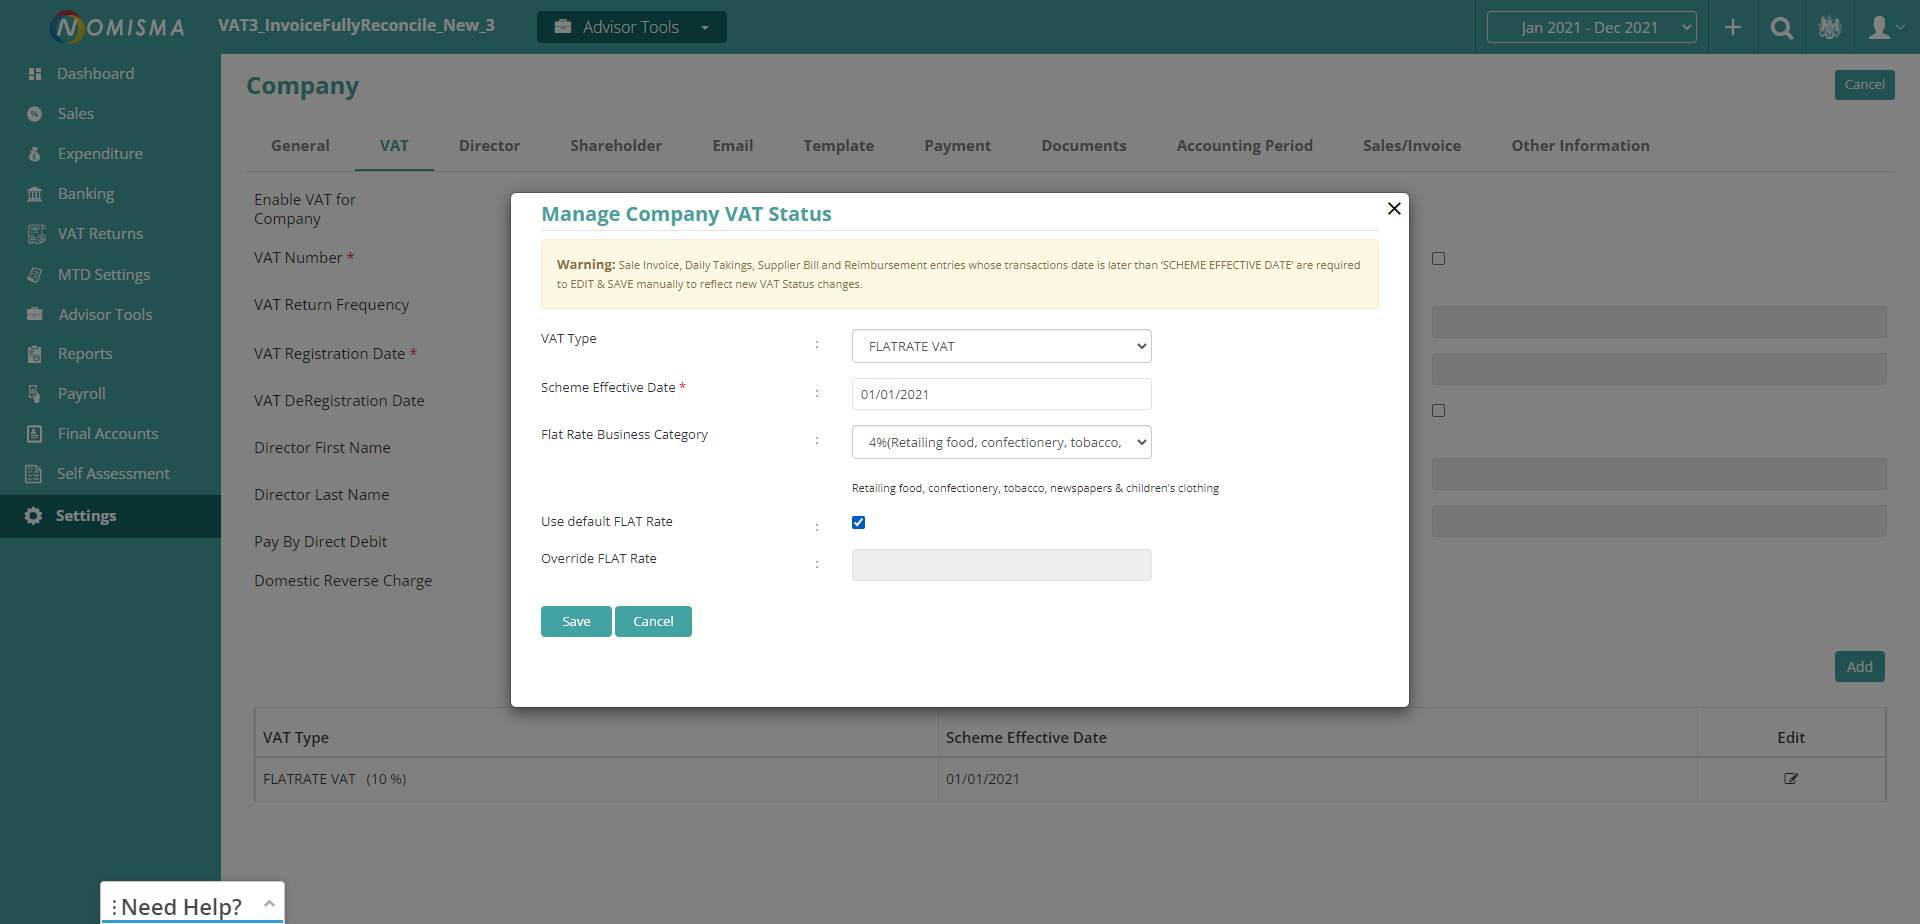 NOMISMA
VAT3_InvoiceFullyReconcile_New_3
Advisor Tools
Jan 2021 - Dec 2021
Dashboard
Sales
Expenditure
Banking
VAT Returns
MTD Settings
Advisor Tools
Reports
Payroll
Final Accounts
Self Assessment
Settings
Company
Cancel
General VAT Director Shareholder Email Template Payment Documents Accounting Period Sales/Invoice Other Information
Enable VAT for
Company
VAT Number *
VAT Return Frequency
VAT Registration Date *
VAT DeRegistration Date
Director First Name
Director Last Name
Pay By Direct Debit
Domestic Reverse Charge
Manage Company VAT Status
Warning: Sale Invoice, Daily Takings, Supplier Bill and Reimbursement entries whose transactions date is later than 'SCHEME EFFECTIVE DATE' are required
to EDIT & SAVE manually to reflect new VAT Status changes.
VAT Type : FLATRATE VAT
Scheme Effective Date * : 01/01/2021
Flat Rate Business Category : 4%(Retailing food, confectionery, tobacco,
Retailing food, confectionery, tobacco, newspapers & children's clothing
Use default FLAT Rate :
Override FLAT Rate :
Save Cancel
Add
VAT Type Scheme Effective Date Edit
FLATRATE VAT (10 %) 01/01/2021
Need Help?